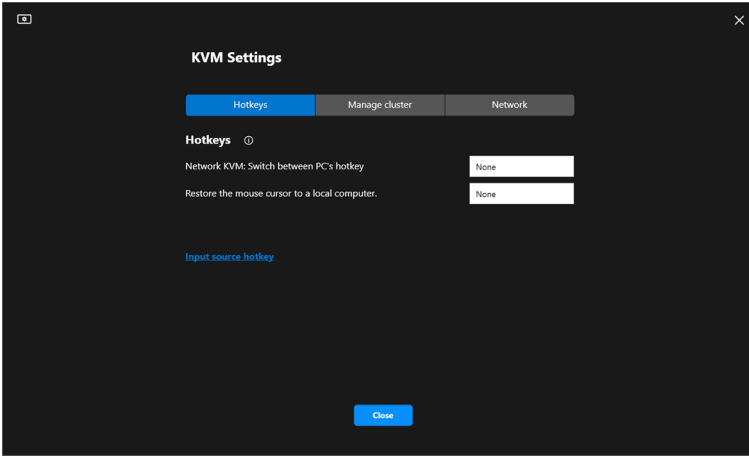 KVM Settings
Hotkeys
Manage cluster
Network
Hotkeys
Network KVM: Switch between PC's hotkey
None
Restore the mouse cursor to a local computer.
None
Input source hotkey
Close